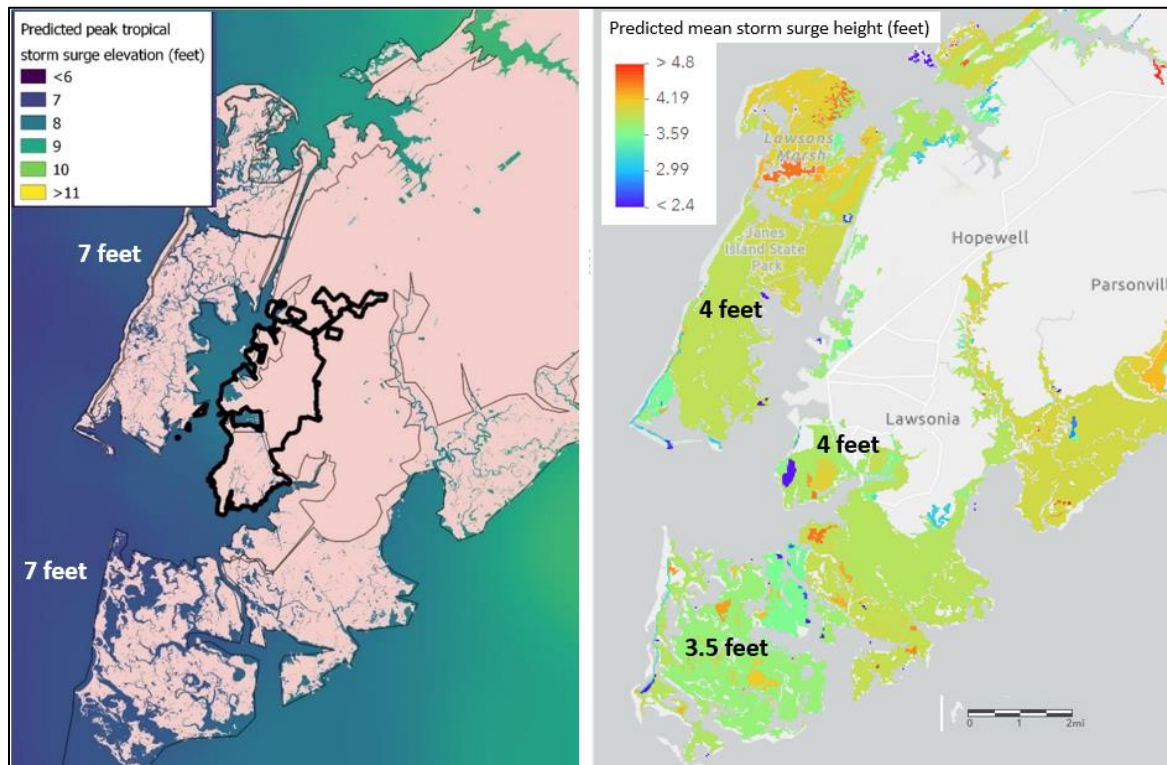 Predicted peak tropical
storm surge elevation (feet)
<6
7
8
9
10
>11
7 feet
7 feet
Predicted mean storm surge height (feet)
> 4.8
4.19
3.59
2.99
< 2.4
Lawsons
Marsh
Janes
Island State
Park
Hopewell
Parsonvill
4 feet
Lawsonia
4 feet
3.5 feet
0 1 2mi